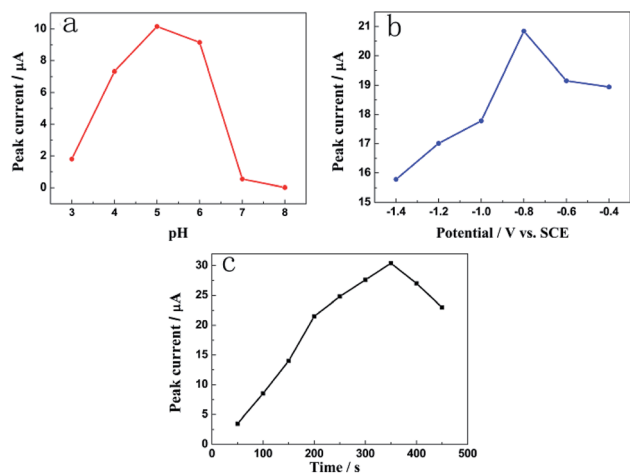 a
10
8
6
4
2
0
Peak current / μA
3 4 5 6 7 8
pH
b
21
20
19
18
17
16
15
Peak current / μA
-1.4 -1.2 -1.0 -0.8 -0.6 -0.4
Potential / V vs. SCE
c
30
25
20
15
10
5
0
Peak current / μA
0 100 200 300 400 500
Time / s